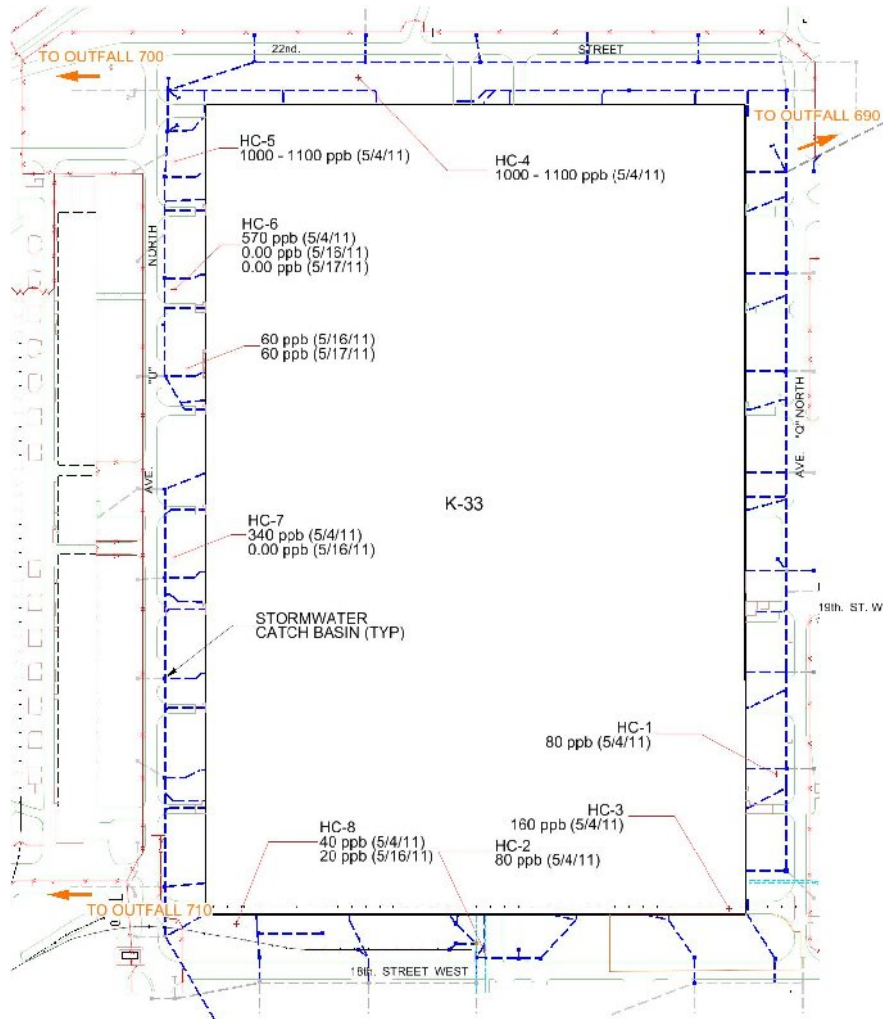 22nd. STREET
TO OUTFALL 700
TO OUTFALL 690
HC-5
1000 - 1100 ppb (5/4/11)
HC-4
1000 - 1100 ppb (5/4/11)
HC-6
570 ppb (5/4/11)
0.00 ppb (5/16/11)
0.00 ppb (5/17/11)
60 ppb (5/16/11)
60 ppb (5/17/11)
AVE. "U" NORTH
AVE. "Q" NORTH
K-33
HC-7
340 ppb (5/4/11)
0.00 ppb (5/16/11)
STORMWATER
CATCH BASIN (TYP)
19th. ST. W
HC-1
80 ppb (5/4/11)
HC-3
160 ppb (5/4/11)
HC-8
40 ppb (5/4/11)
20 ppb (5/16/11)
HC-2
80 ppb (5/4/11)
TO OUTFALL 710
18th. STREET WEST